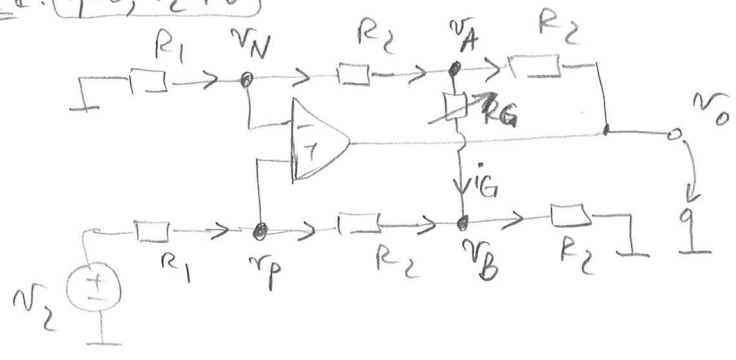 R1 vN R2 vA R2
RG
vo
- +
iG
R1 vP R2 vB R2
v2
+ -